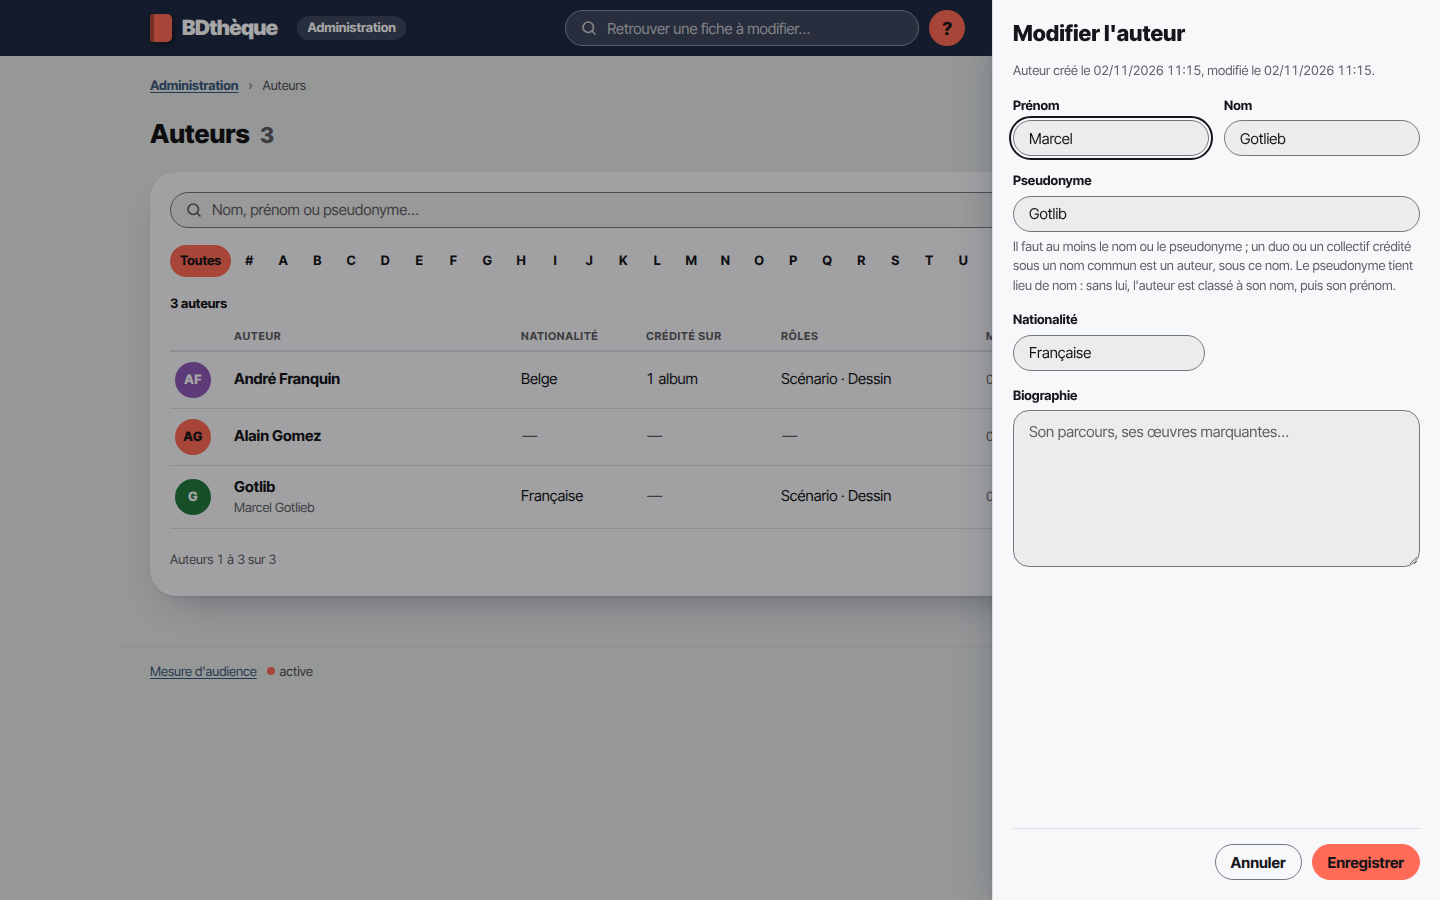 BDthèque
Administration
Retrouver une fiche à modifier...
?
Administration › Auteurs
Auteurs 3
Nom, prénom ou pseudonyme...
Toutes # A B C D E F G H I J K L M N O P Q R S T U
3 auteurs
AUTEUR NATIONALITÉ CRÉDITÉ SUR RÔLES
AF André Franquin Belge 1 album Scénario · Dessin
AG Alain Gomez — — —
G Gotlib Française — Scénario · Dessin
Marcel Gotlieb
Auteurs 1 à 3 sur 3
Mesure d'audience active
Modifier l'auteur
Auteur créé le 02/11/2026 11:15, modifié le 02/11/2026 11:15.
Prénom Nom
Marcel Gotlieb
Pseudonyme
Gotlib
Il faut au moins le nom ou le pseudonyme ; un duo ou un collectif crédité
sous un nom commun est un auteur, sous ce nom. Le pseudonyme tient
lieu de nom : sans lui, l'auteur est classé à son nom, puis son prénom.
Nationalité
Française
Biographie
Son parcours, ses œuvres marquantes...
Annuler Enregistrer